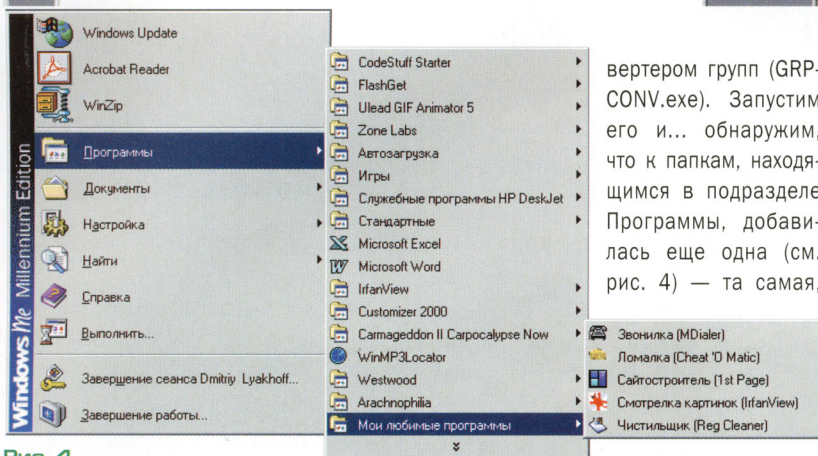 Windows Me Millennium Edition
Windows Update
Acrobat Reader
WinZip
Программы
Документы
Настройка
Найти
Справка
Выполнить...
Завершение сеанса Dmitriy Lyakhoff...
Завершение работы...
CodeStuff Starter
FlashGet
Ulead GIF Animator 5
Zone Labs
Автозагрузка
Игры
Служебные программы HP DeskJet
Стандартные
Microsoft Excel
Microsoft Word
IrfanView
Customizer 2000
Carmageddon II Carpocalypse Now
WinMP3Locator
Westwood
Arachnophilia
Мои любимые программы
Звонилка (MDialer)
Ломалка (Cheat 'O Matic)
Сайтостроитель (1st Page)
Смотрелка картинок (IrfanView)
Чистильщик (Reg Cleaner)
вертером групп (GRP-
CONV.exe). Запустим
его и... обнаружим,
что к папкам, находя-
щимся в подразделе
Программы, добави-
лась еще одна (см.
рис. 4) — та самая,
Рис. 4